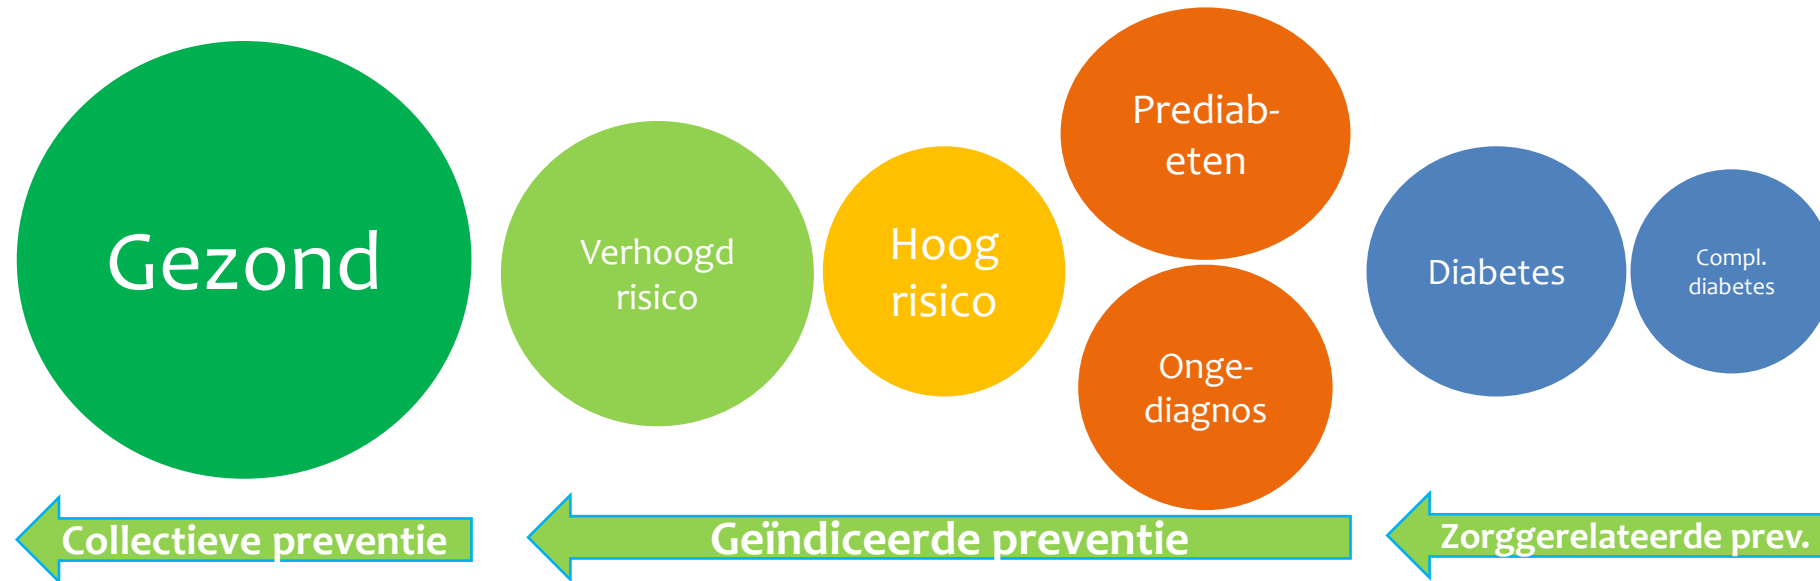 Gezond
Verhoogd
risico
Hoog
risico
Prediab-
eten
Onge-
diagnos
Diabetes
Compl.
diabetes
Collectieve preventie
Geïndiceerde preventie
Zorggerelateerde prev.